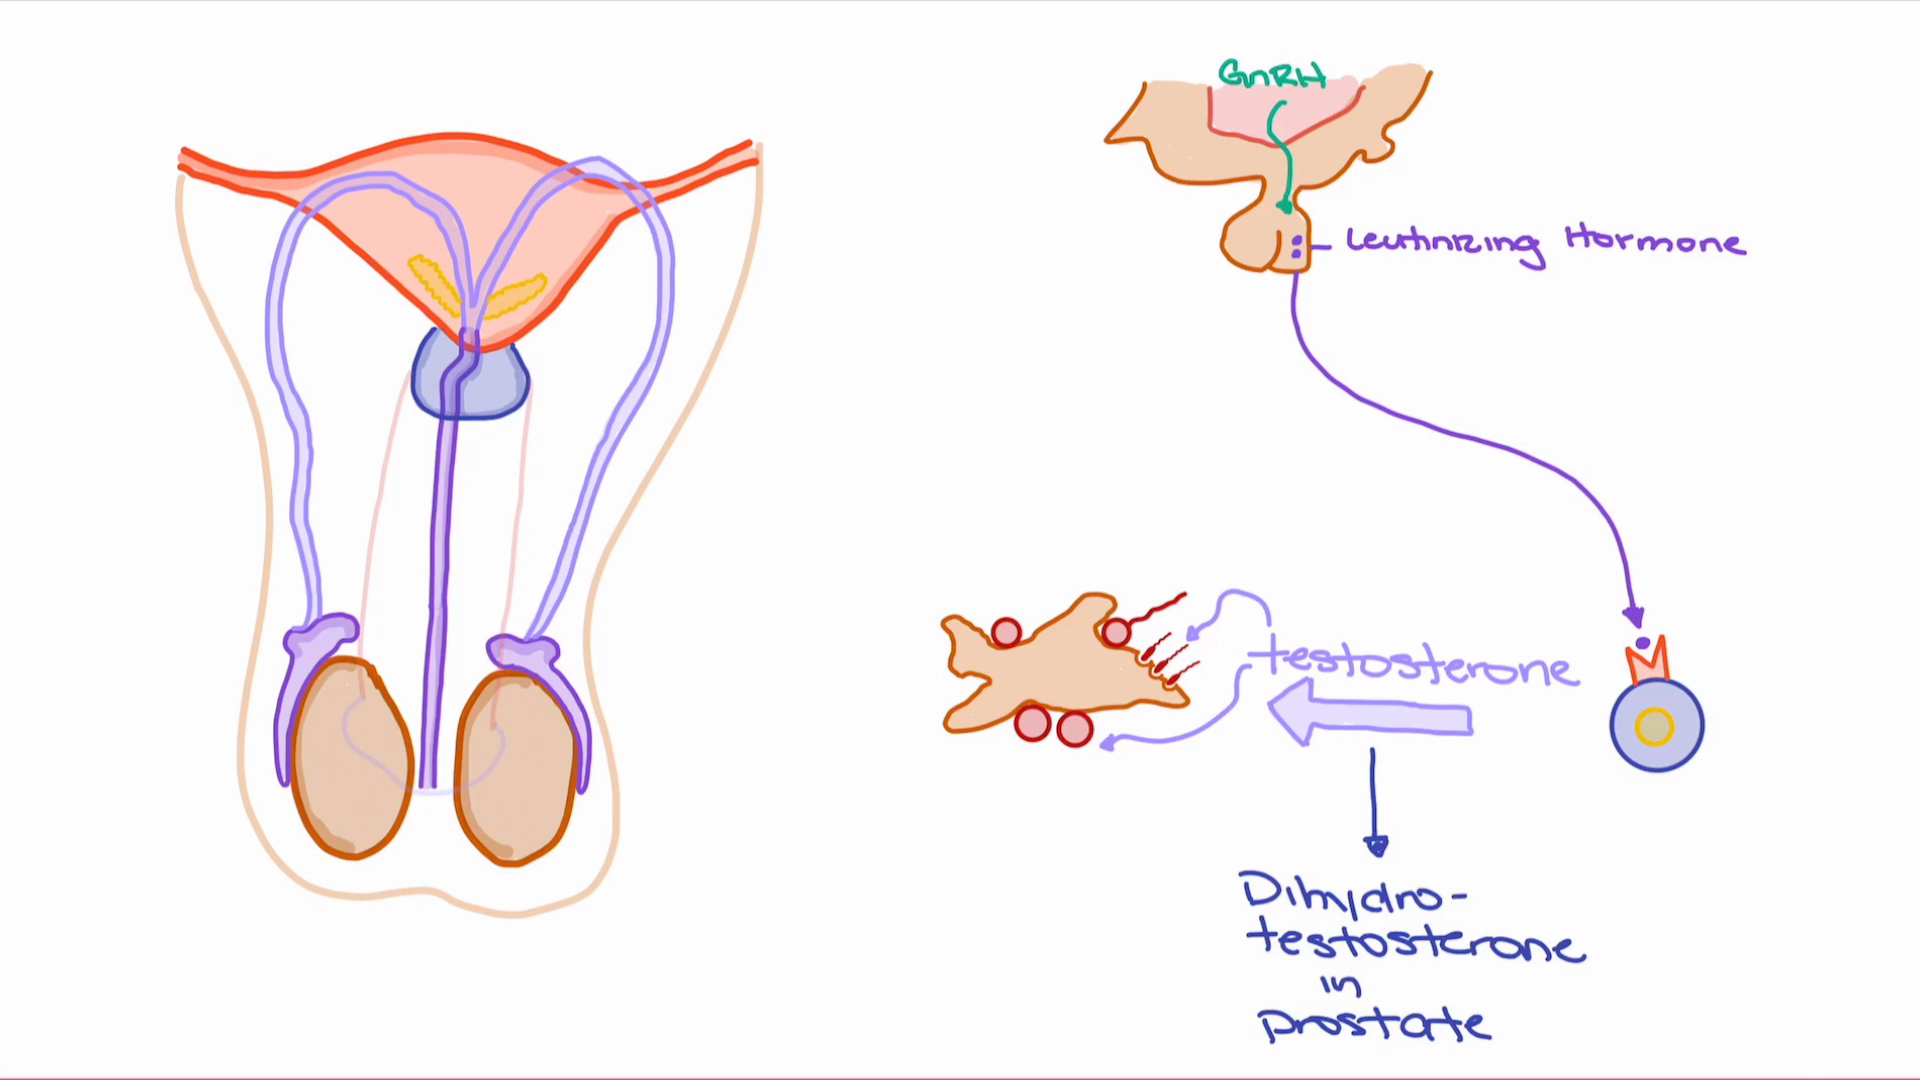 GnRH
Leutinizing Hormone
testosterone
Dihydro-
testosterone
in
prostate